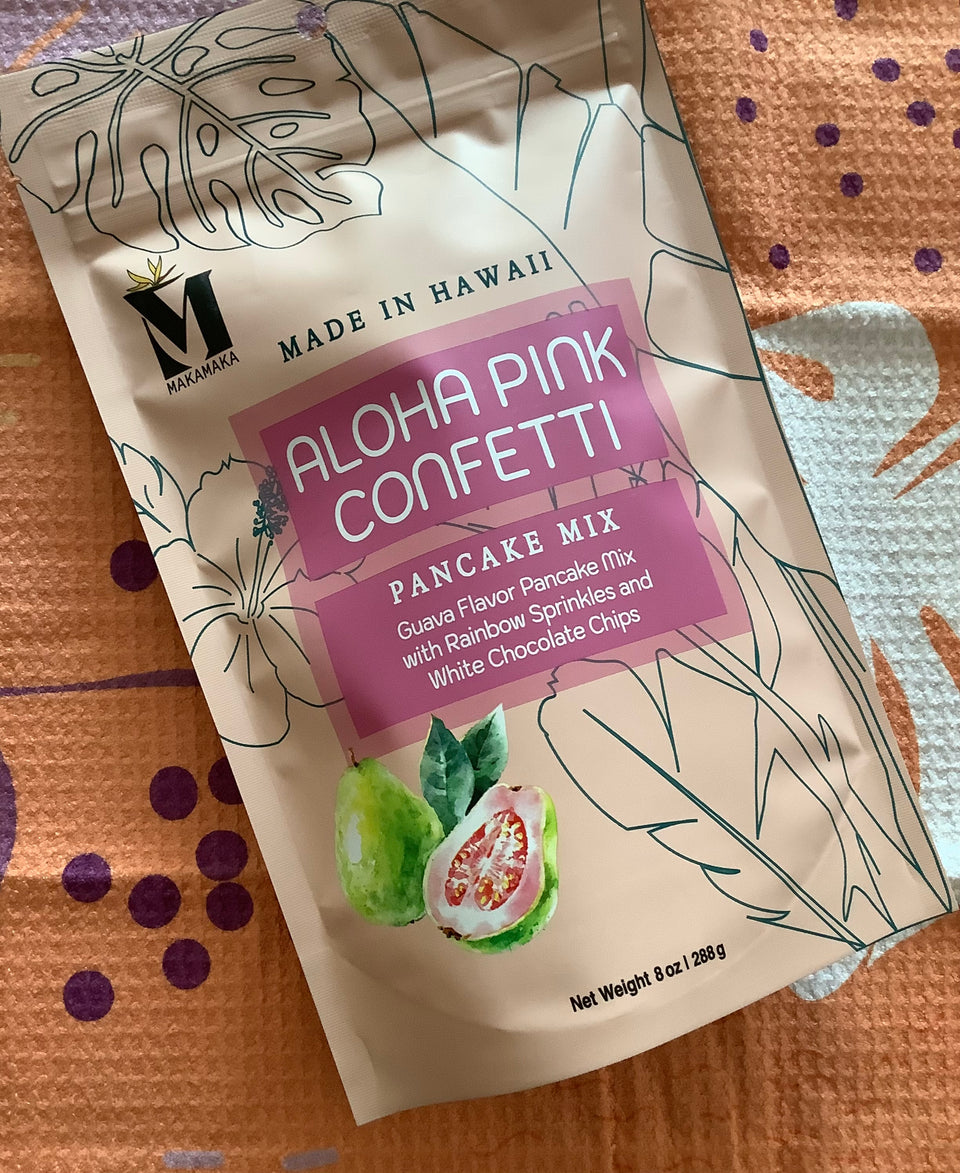 MADE IN HAWAII
M
MAKAMAKA
ALOHA PINK
CONFETTI
PANCAKE MIX
Guava Flavor Pancake Mix
with Rainbow Sprinkles and
White Chocolate Chips
Net Weight 8 oz | 288 g